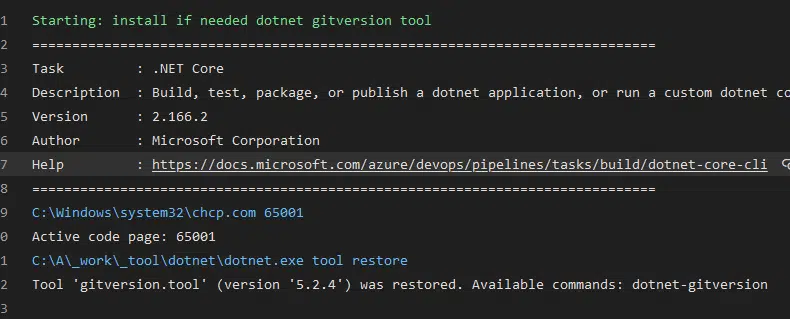 1 Starting: install if needed dotnet gitversion tool
2 ==============================================================================
3 Task         : .NET Core
4 Description  : Build, test, package, or publish a dotnet application, or run a custom dotnet co
5 Version      : 2.166.2
6 Author       : Microsoft Corporation
7 Help         : https://docs.microsoft.com/azure/devops/pipelines/tasks/build/dotnet-core-cli
8 ==============================================================================
9 C:\Windows\system32\chcp.com 65001
0 Active code page: 65001
1 C:\A\_work\_tool\dotnet\dotnet.exe tool restore
2 Tool 'gitversion.tool' (version '5.2.4') was restored. Available commands: dotnet-gitversion
3